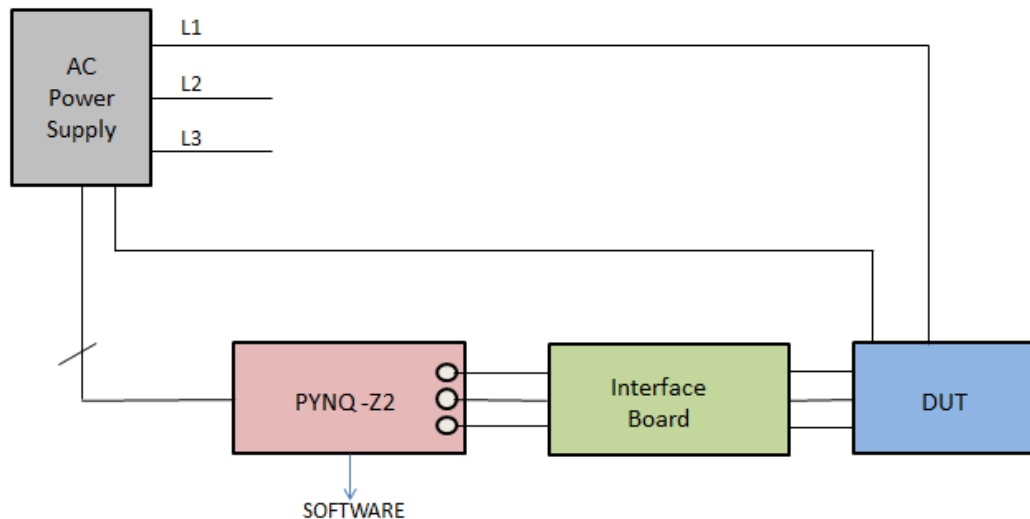 L1
AC
Power
Supply
L2
L3
PYNQ -Z2
Interface
Board
DUT
SOFTWARE